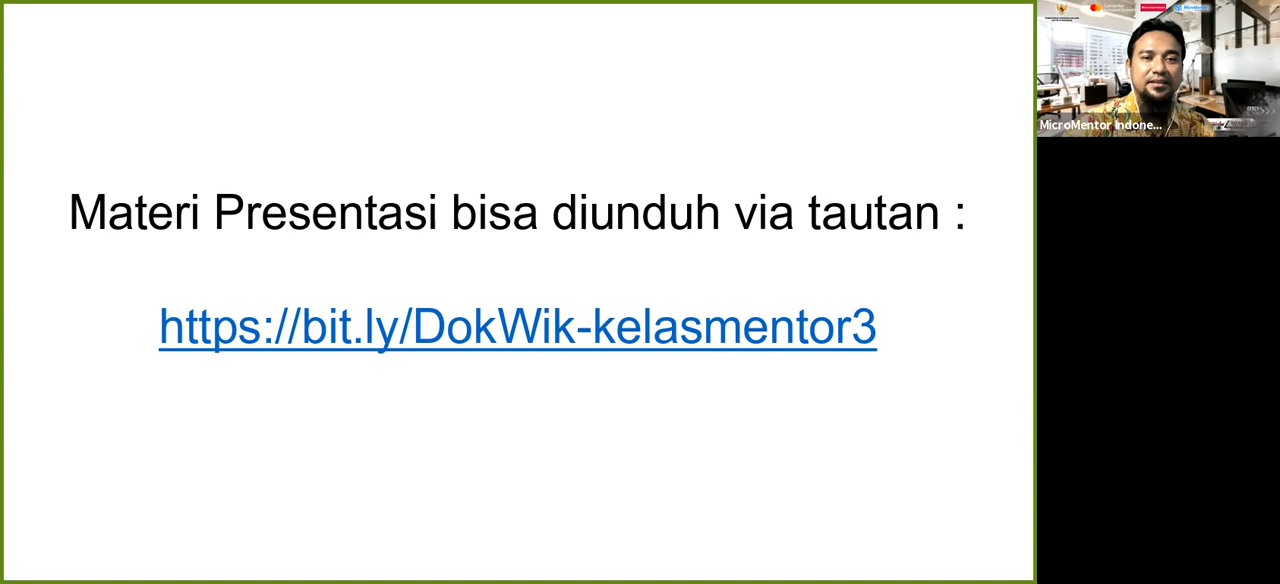 Materi Presentasi bisa diunduh via tautan :
https://bit.ly/DokWik-kelasmentor3
MicroMentor Indone...